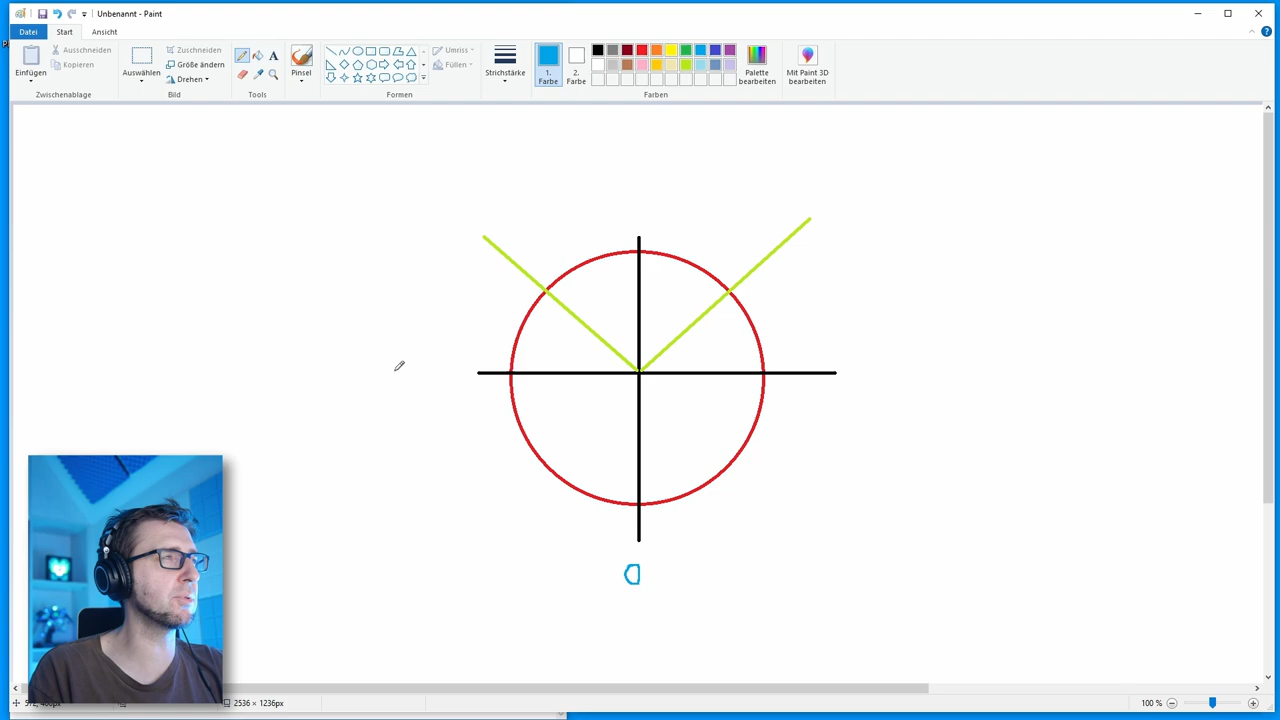 Unbenannt - Paint
Datei Start Ansicht
Einfügen
Ausschneiden
Kopieren
Zwischenablage
Auswählen
Zuschneiden
Größe ändern
Drehen
Bild
A
Tools
Pinsel
Formen
Umriss
Füllen
Strichstärke
1. Farbe
2. Farbe
Farben
Palette bearbeiten
Mit Paint 3D bearbeiten
0
2536 × 1236px
100 %